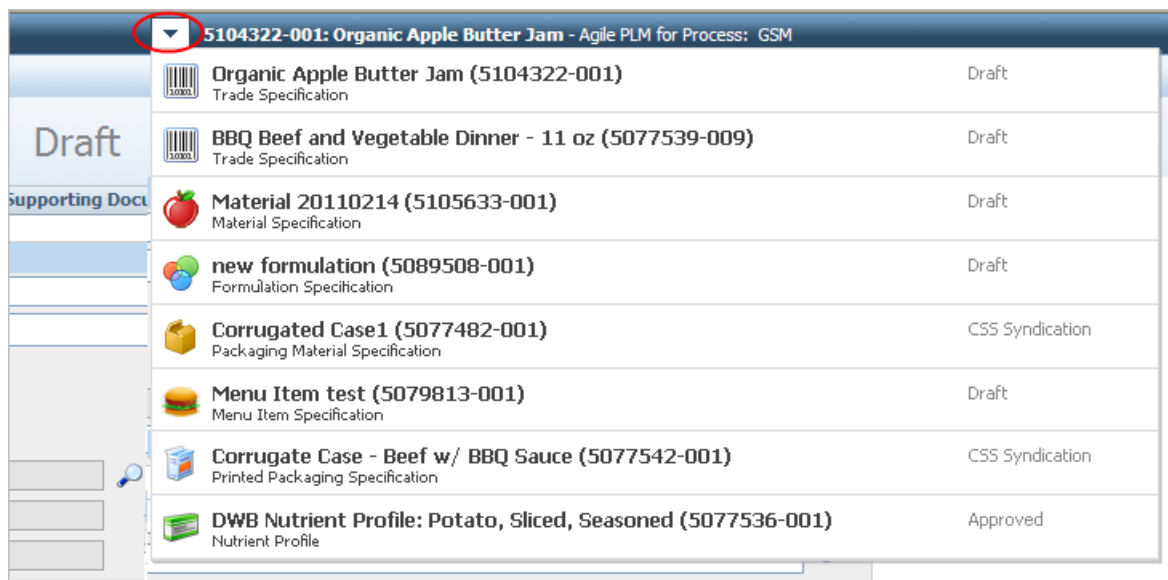 5104322-001: Organic Apple Butter Jam - Agile PLM for Process: GSM
Draft
Supporting Docu
Organic Apple Butter Jam (5104322-001)
Trade Specification
Draft
BBQ Beef and Vegetable Dinner - 11 oz (5077539-009)
Trade Specification
Draft
Material 20110214 (5105633-001)
Material Specification
Draft
new formulation (5089508-001)
Formulation Specification
Draft
Corrugated Case1 (5077482-001)
Packaging Material Specification
CSS Syndication
Menu Item test (5079813-001)
Menu Item Specification
Draft
Corrugate Case - Beef w/ BBQ Sauce (5077542-001)
Printed Packaging Specification
CSS Syndication
DWB Nutrient Profile: Potato, Sliced, Seasoned (5077536-001)
Nutrient Profile
Approved